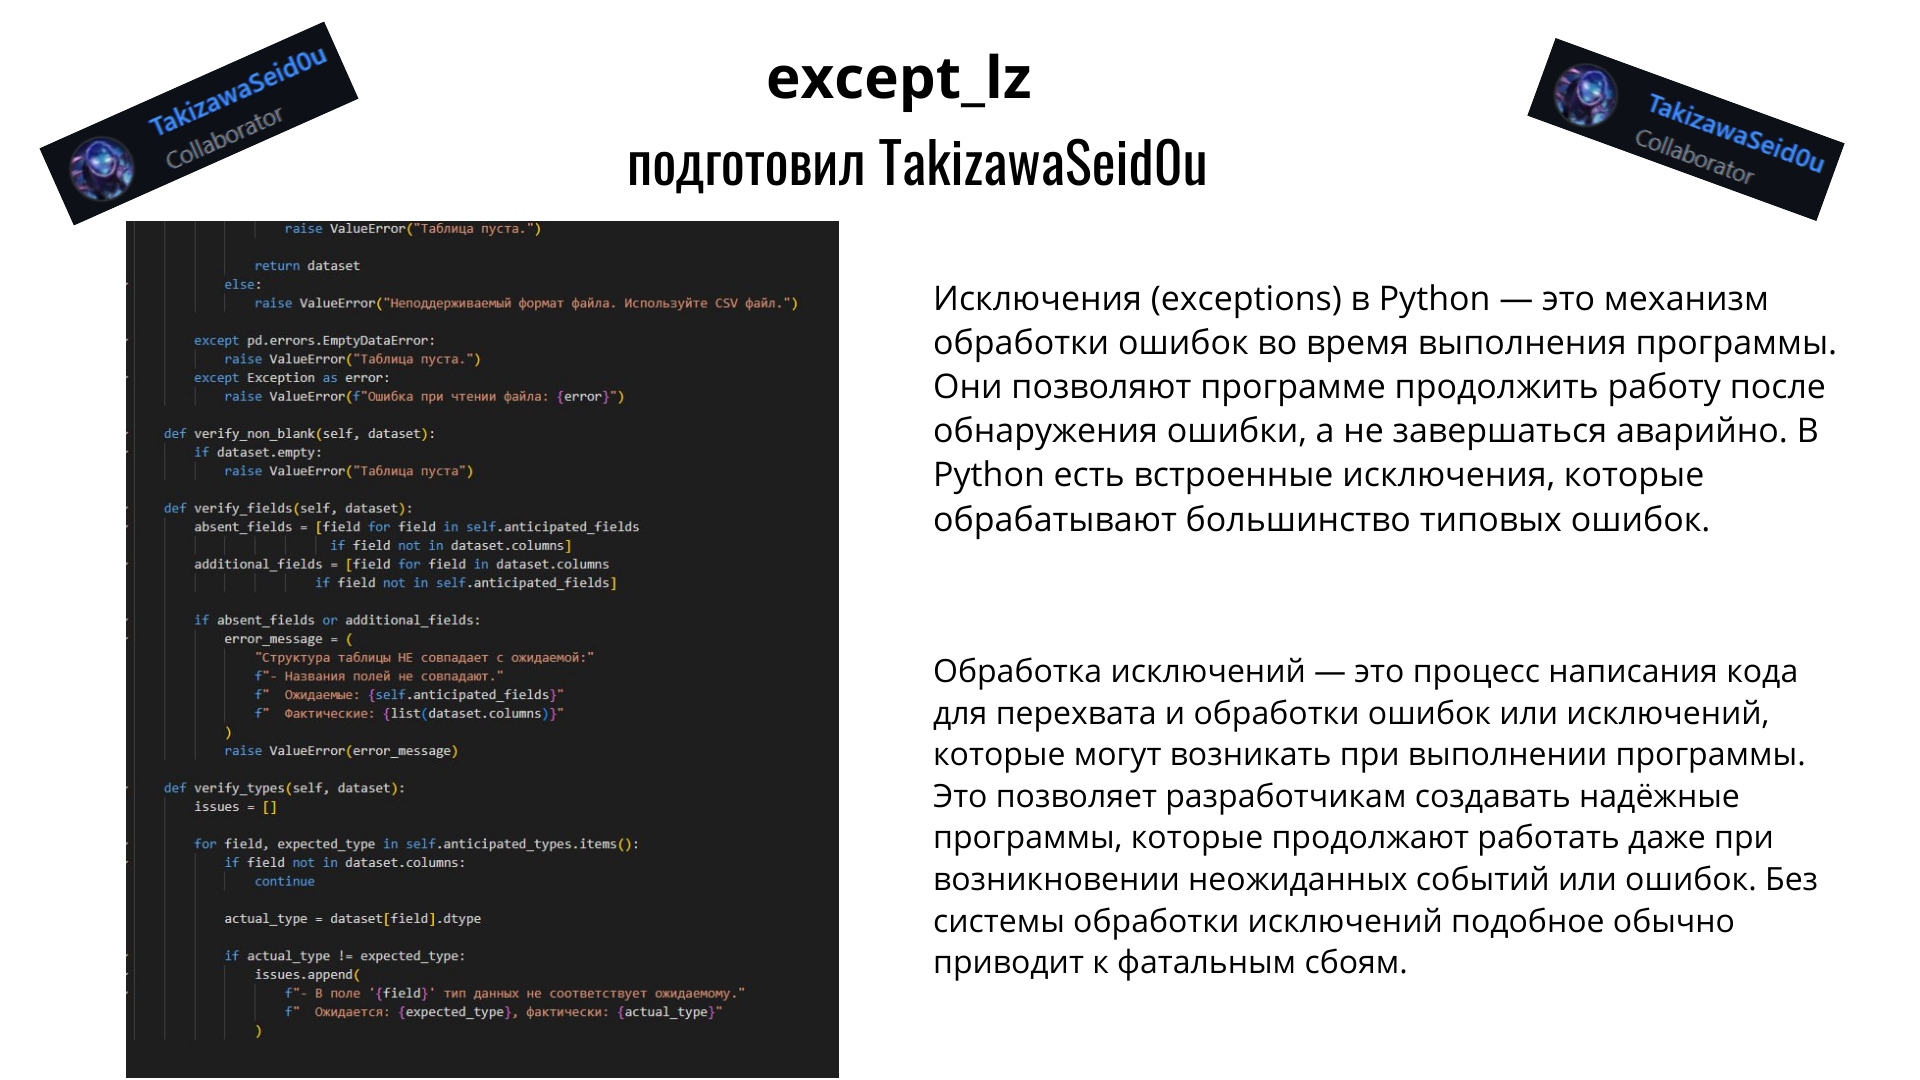 TakizawaSeid0u
Collaborator
except_lz
подготовил TakizawaSeid0u
TakizawaSeid0u
Collaborator
raise ValueError("Таблица пуста.")
return dataset
else:
raise ValueError("Неподдерживаемый формат файла. Используйте CSV файл.")
except pd.errors.EmptyDataError:
raise ValueError("Таблица пуста.")
except Exception as error:
raise ValueError(f"Ошибка при чтении файла: {error}")
def verify_non_blank(self, dataset):
if dataset.empty:
raise ValueError("Таблица пуста")
def verify_fields(self, dataset):
absent_fields = [field for field in self.anticipated_fields
if field not in dataset.columns]
additional_fields = [field for field in dataset.columns
if field not in self.anticipated_fields]
if absent_fields or additional_fields:
error_message = (
"Структура таблицы НЕ совпадает с ожидаемой:"
f"- Названия полей не совпадают."
f"  Ожидаемые: {self.anticipated_fields}"
f"  Фактические: {list(dataset.columns)}"
)
raise ValueError(error_message)
def verify_types(self, dataset):
issues = []
for field, expected_type in self.anticipated_types.items():
if field not in dataset.columns:
continue
actual_type = dataset[field].dtype
if actual_type != expected_type:
issues.append(
f"- В поле '{field}' тип данных не соответствует ожидаемому."
f"  Ожидается: {expected_type}, фактически: {actual_type}"
)
Исключения (exceptions) в Python — это механизм
обработки ошибок во время выполнения программы.
Они позволяют программе продолжить работу после
обнаружения ошибки, а не завершаться аварийно. В
Python есть встроенные исключения, которые
обрабатывают большинство типовых ошибок.
Обработка исключений — это процесс написания кода
для перехвата и обработки ошибок или исключений,
которые могут возникать при выполнении программы.
Это позволяет разработчикам создавать надёжные
программы, которые продолжают работать даже при
возникновении неожиданных событий или ошибок. Без
системы обработки исключений подобное обычно
приводит к фатальным сбоям.